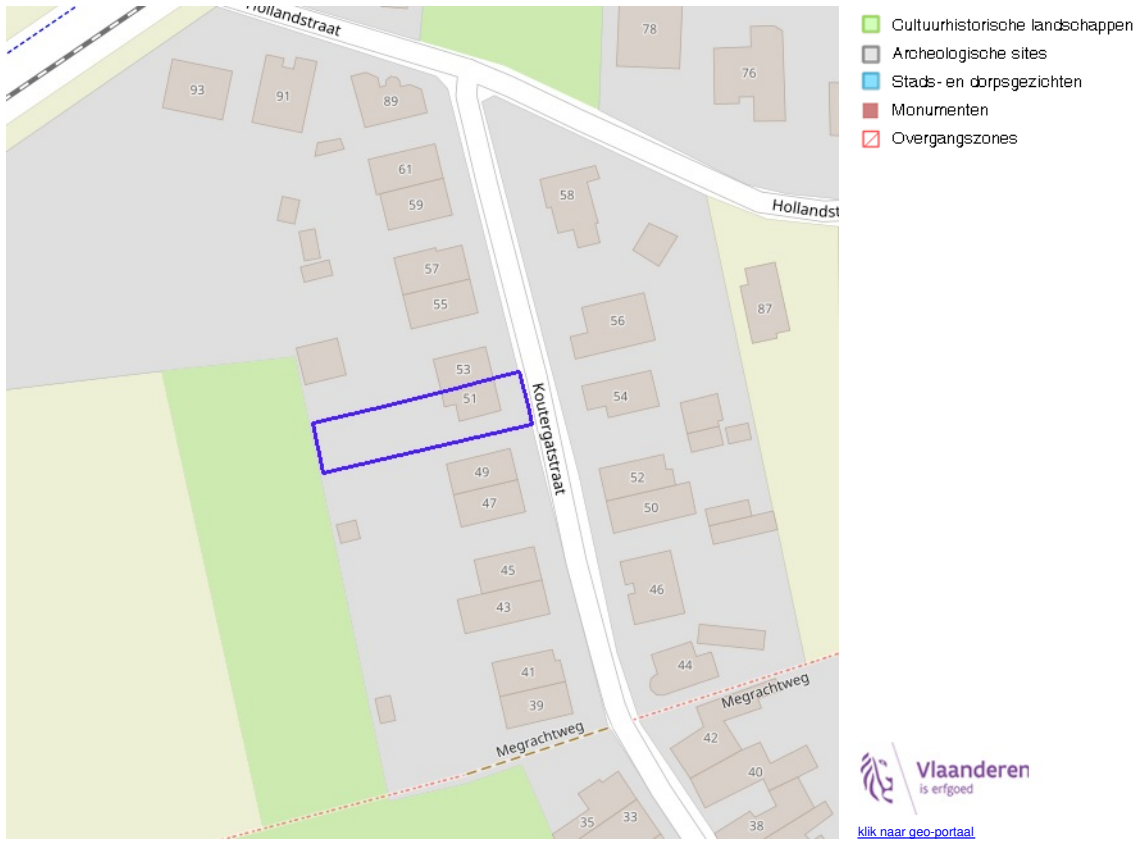 Hollandstraat
78
76
93
91
89
61
59
58
Hollandst
57
55
87
56
53
51
54
Koutergatstraat
49
47
52
50
45
43
46
41
39
44
Megrachtweg
Megrachtweg
42
40
35
33
38
Cultuurhistorische landschappen
Archeologische sites
Stads- en dorpsgezichten
Monumenten
Overgangszones
Vlaanderen
is erfgoed
klik naar geo-portaal